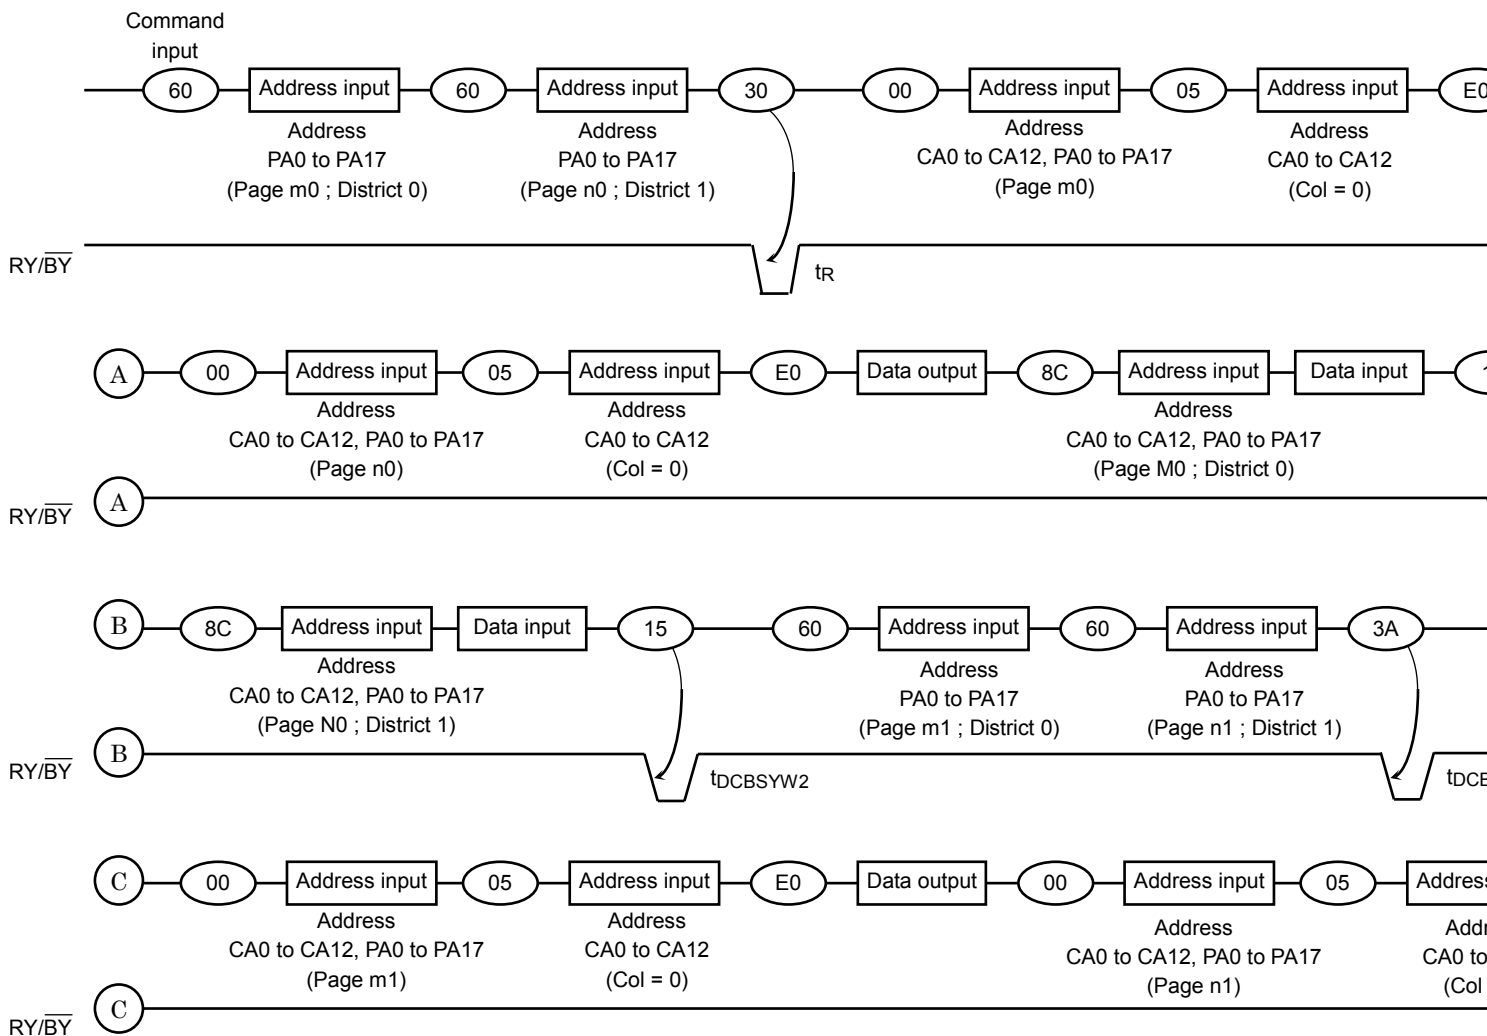 Command
input
60 Address input 60 Address input 30 00 Address input 05 Address input E0
Address
PA0 to PA17
(Page m0 ; District 0)
Address
PA0 to PA17
(Page n0 ; District 1)
Address
CA0 to CA12, PA0 to PA17
(Page m0)
Address
CA0 to CA12
(Col = 0)
RY/BY
tR
A 00 Address input 05 Address input E0 Data output 8C Address input Data input
Address
CA0 to CA12, PA0 to PA17
(Page n0)
Address
CA0 to CA12
(Col = 0)
Address
CA0 to CA12, PA0 to PA17
(Page M0 ; District 0)
RY/BY A
B 8C Address input Data input 15 60 Address input 60 Address input 3A
Address
CA0 to CA12, PA0 to PA17
(Page N0 ; District 1)
Address
PA0 to PA17
(Page m1 ; District 0)
Address
PA0 to PA17
(Page n1 ; District 1)
RY/BY B
tDCBSYW2
C 00 Address input 05 Address input E0 Data output 00 Address input 05 Address
Address
CA0 to CA12, PA0 to PA17
(Page m1)
Address
CA0 to CA12
(Col = 0)
Address
CA0 to CA12, PA0 to PA17
(Page n1)
CA0 to
(Col
RY/BY C